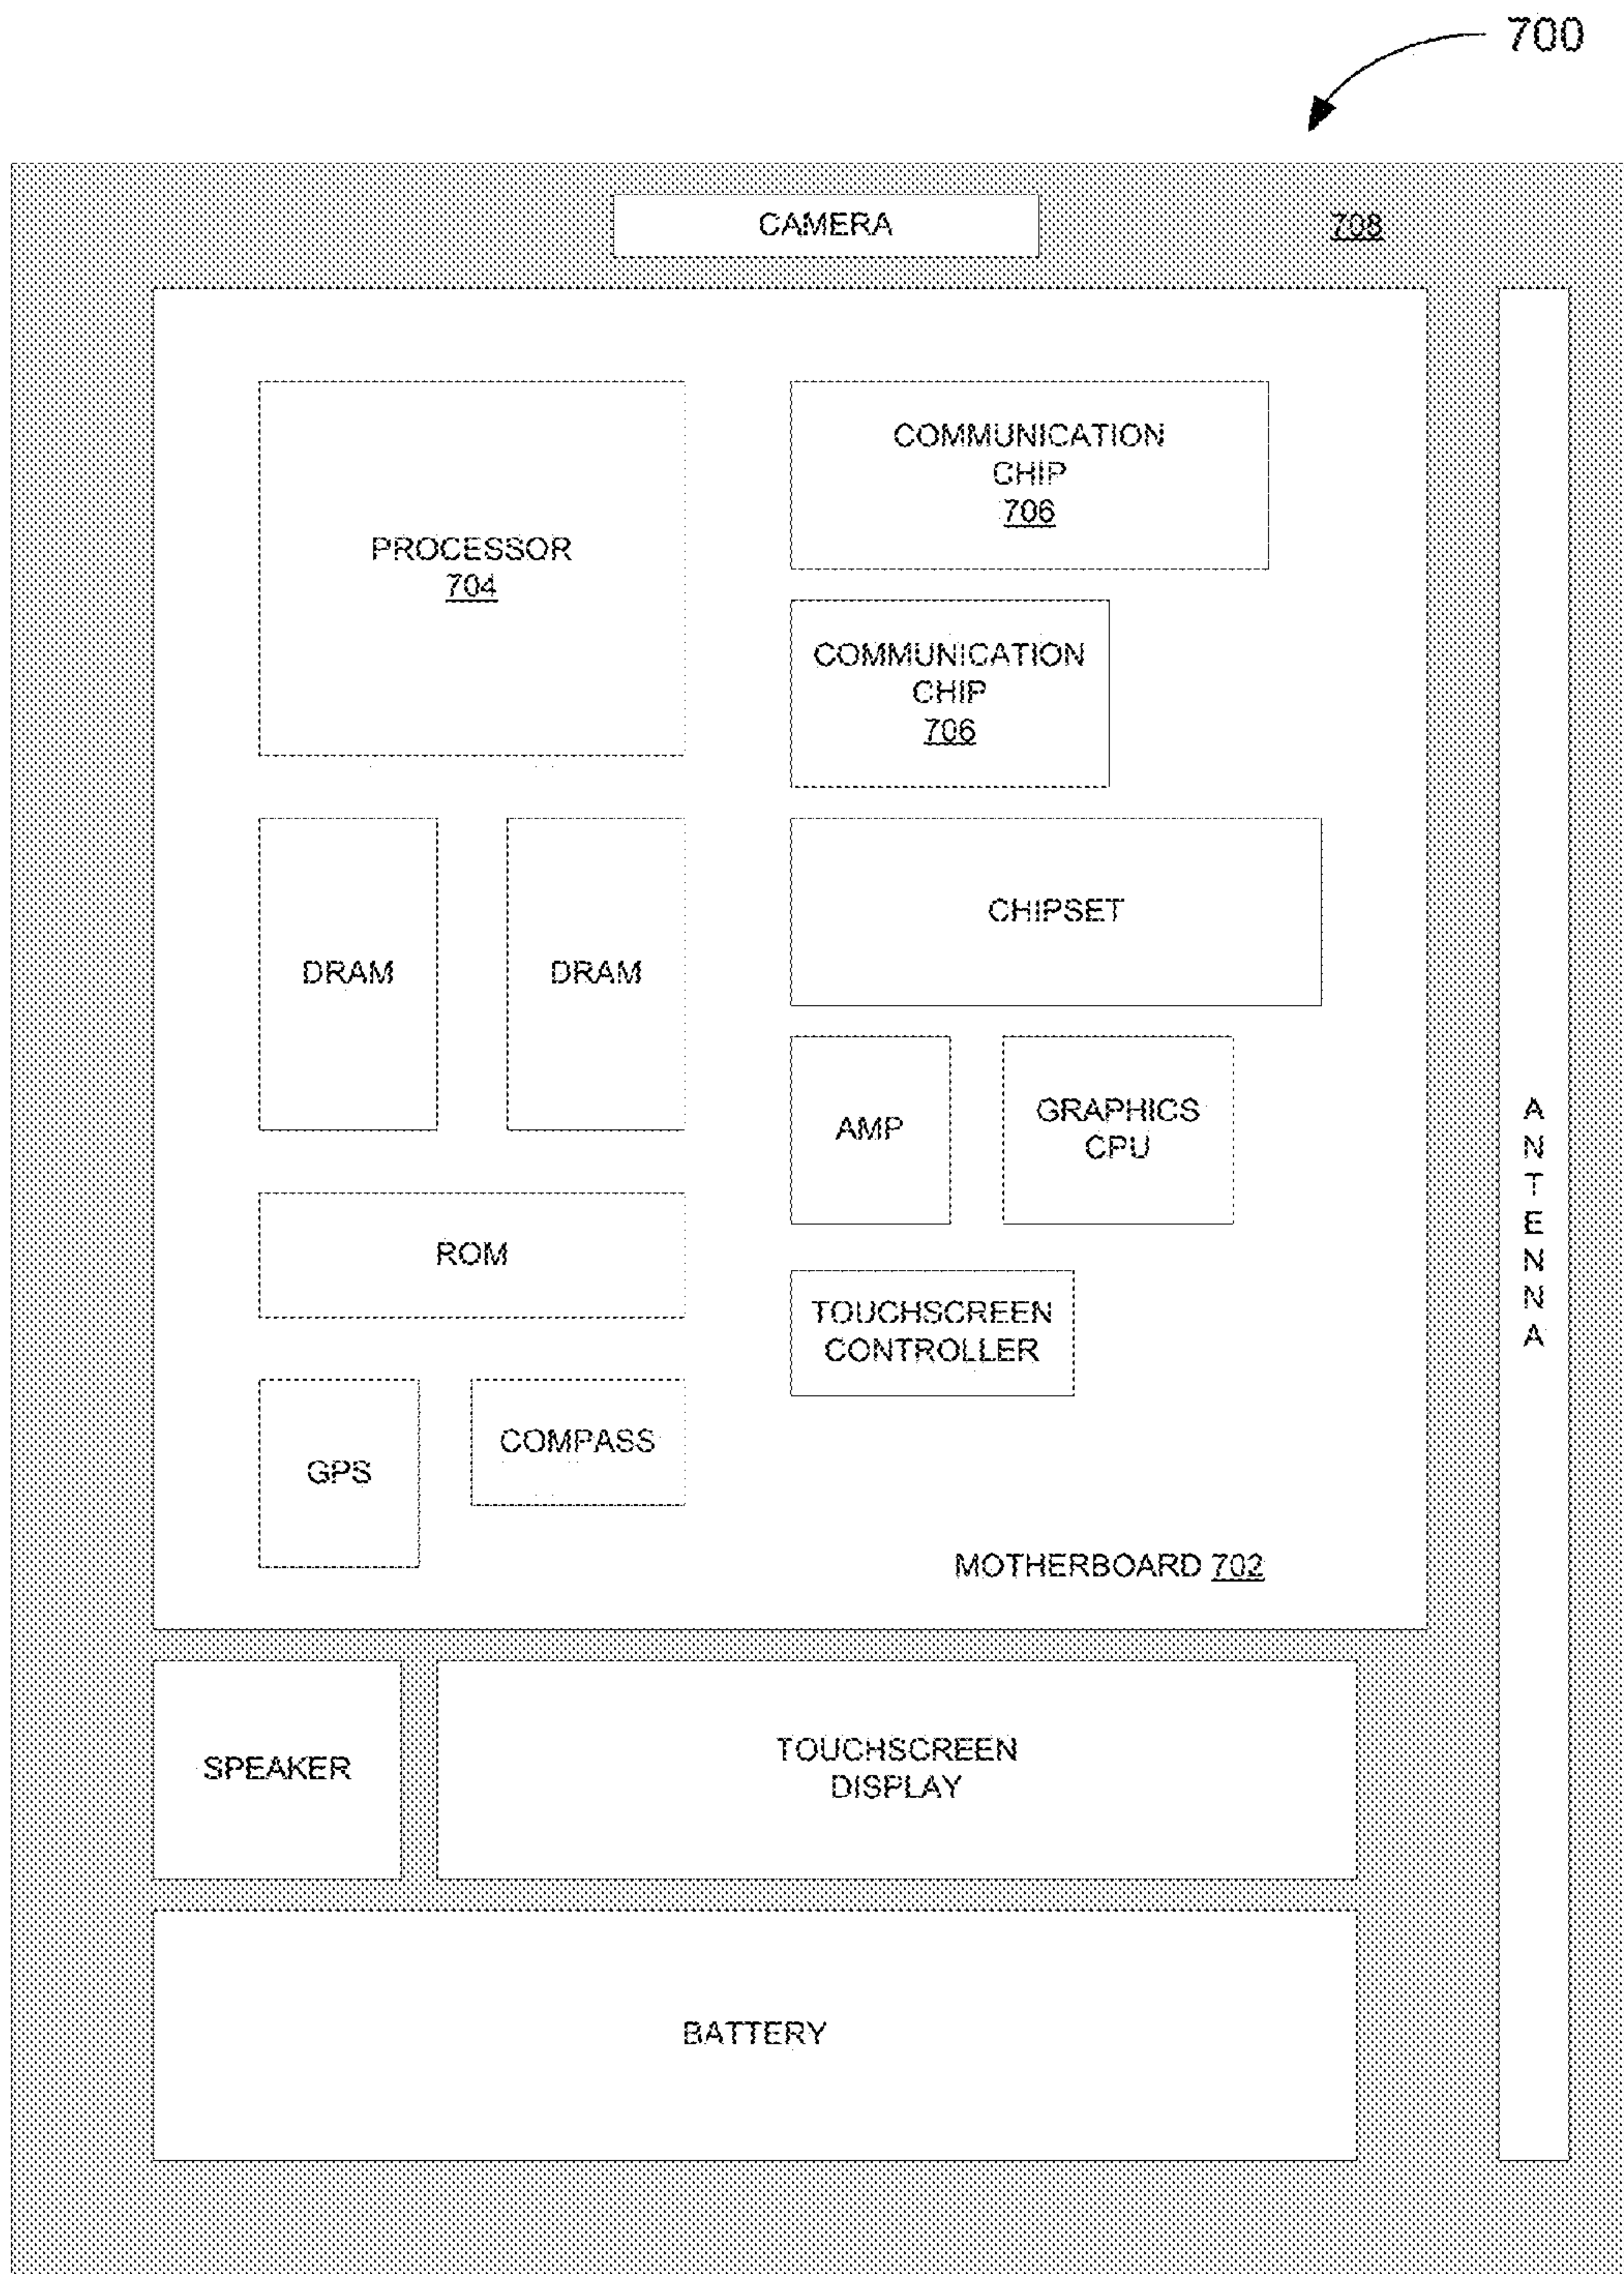 700
CAMERA
708
PROCESSOR
704
COMMUNICATION
CHIP
706
COMMUNICATION
CHIP
706
DRAM
DRAM
CHIPSET
AMP
GRAPHICS
CPU
ROM
TOUCHSCREEN
CONTROLLER
GPS
COMPASS
MOTHERBOARD 702
ANTENNA
SPEAKER
TOUCHSCREEN
DISPLAY
BATTERY